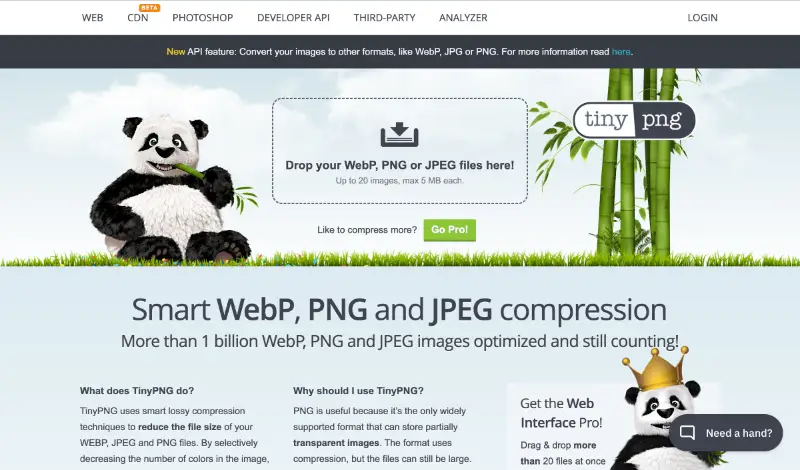 WEB CDN BETA PHOTOSHOP DEVELOPER API THIRD-PARTY ANALYZER LOGIN
New API feature: Convert your images to other formats, like WebP, JPG or PNG. For more information read here.
tiny png
Drop your WebP, PNG or JPEG files here!
Up to 20 images, max 5 MB each.
Like to compress more? Go Pro!
Smart WebP, PNG and JPEG compression
More than 1 billion WebP, PNG and JPEG images optimized and still counting!
What does TinyPNG do?
TinyPNG uses smart lossy compression
techniques to reduce the file size of your
WEBP, JPEG and PNG files. By selectively
decreasing the number of colors in the image,
Why should I use TinyPNG?
PNG is useful because it's the only widely
supported format that can store partially
transparent images. The format uses
compression, but the files can still be large.
Get the Web
Interface Pro!
Drag & drop more
than 20 files at once
Need a hand?